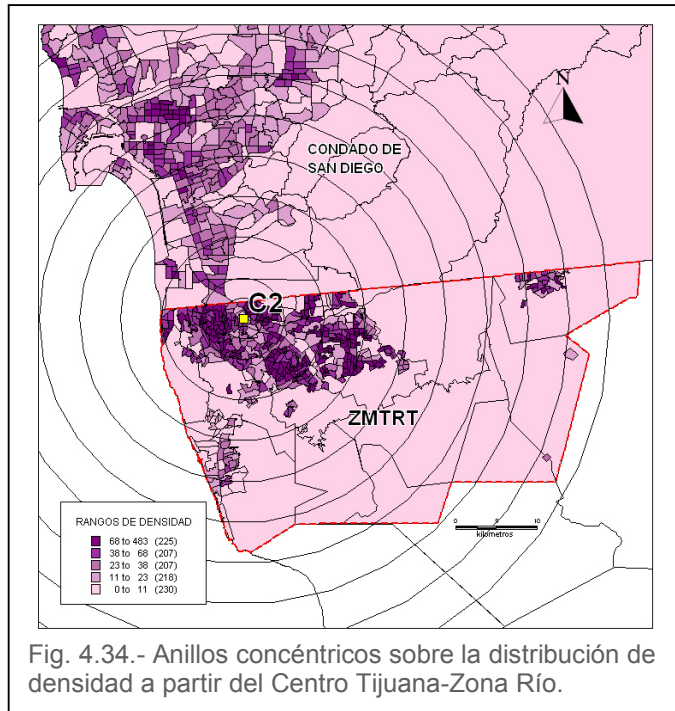 N
CONDADO DE
SAN DIEGO
C2
ZMTRT
RANGOS DE DENSIDAD
68 to 483 (225)
38 to 68 (207)
23 to 38 (207)
11 to 23 (218)
0 to 11 (230)
0 5 10
kilometros
Fig. 4.34.- Anillos concéntricos sobre la distribución de
densidad a partir del Centro Tijuana-Zona Río.